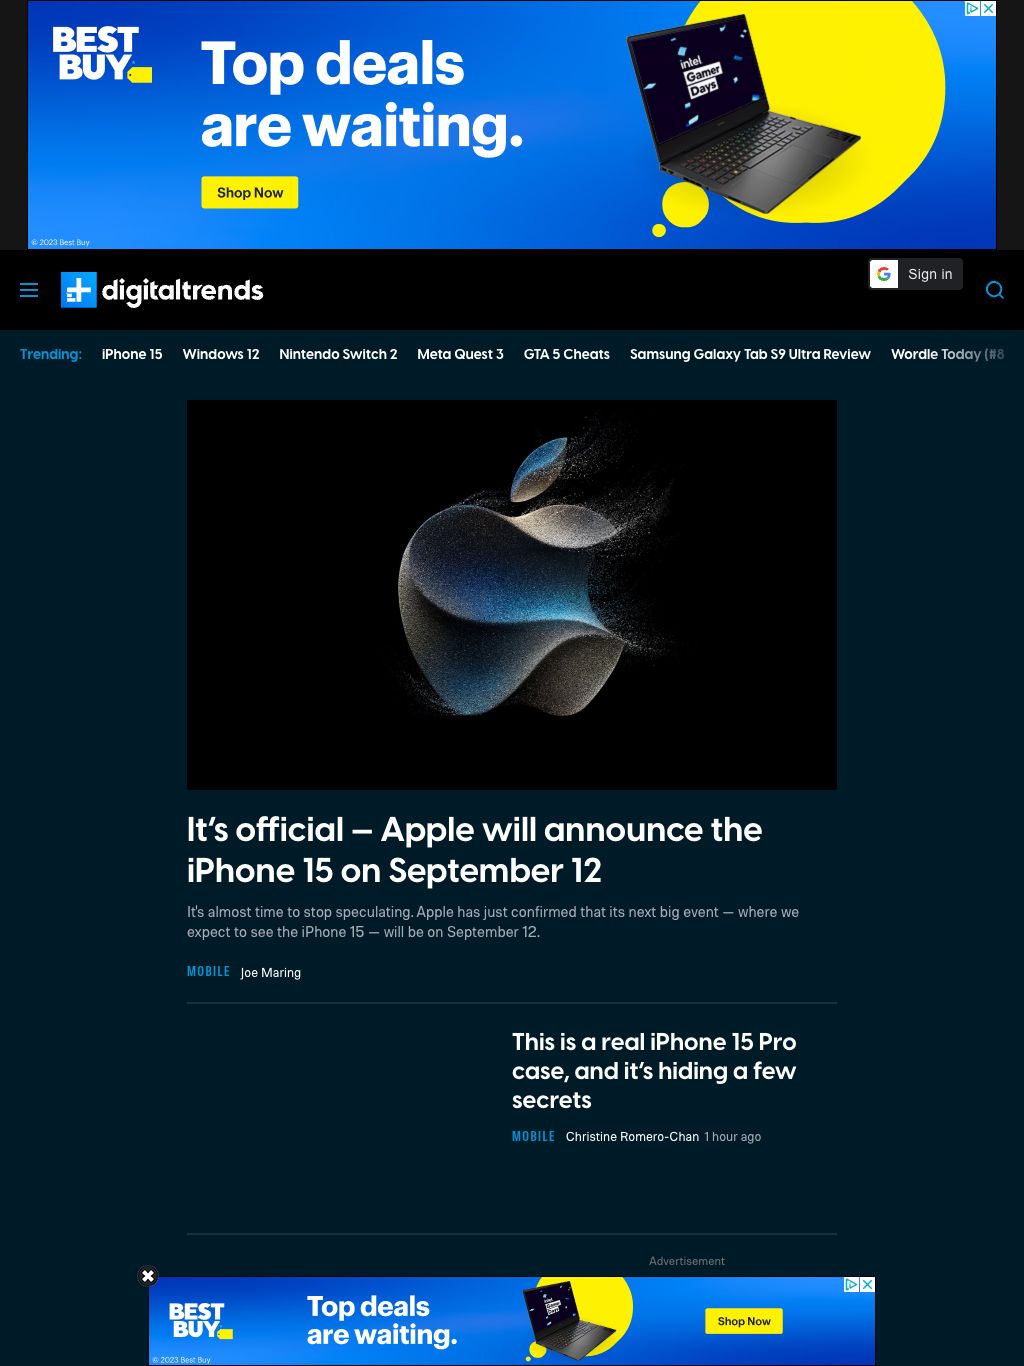 BEST
BUY
Top deals
are waiting.
Shop Now
intel
Gamer
Days
© 2023 Best Buy
digitaltrends
Sign in
Trending: iPhone 15 Windows 12 Nintendo Switch 2 Meta Quest 3 GTA 5 Cheats Samsung Galaxy Tab S9 Ultra Review Wordle Today (#8
It’s official — Apple will announce the
iPhone 15 on September 12
It's almost time to stop speculating. Apple has just confirmed that its next big event — where we
expect to see the iPhone 15 — will be on September 12.
MOBILE Joe Maring
This is a real iPhone 15 Pro
case, and it’s hiding a few
secrets
MOBILE Christine Romero-Chan 1 hour ago
Advertisement
BEST
BUY
Top deals
are waiting.
Shop Now
© 2023 Best Buy